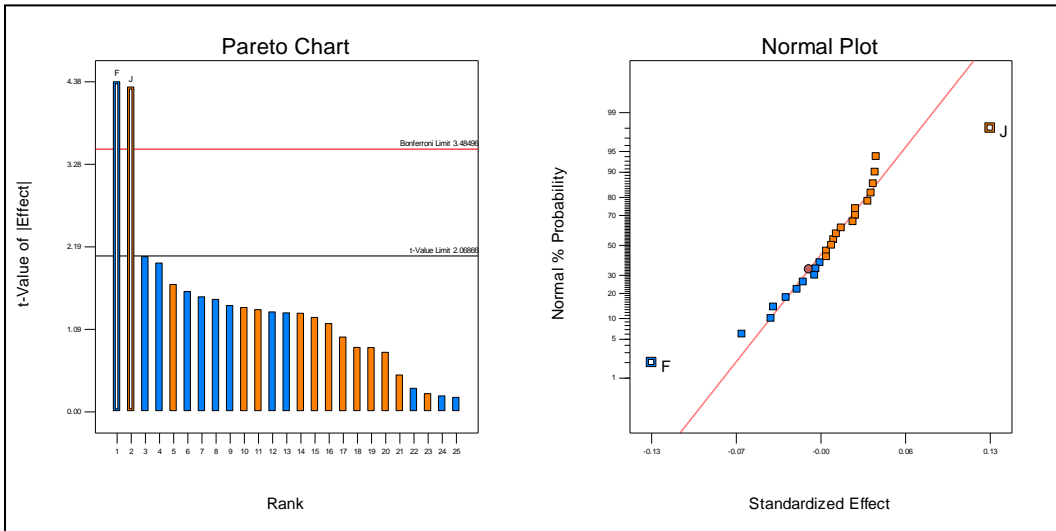 Pareto Chart
t-Value of |Effect|
4.38
3.28
2.19
1.09
0.00
F
J
Bonferroni Limit 3.48496
t-Value Limit 2.06866
1 2 3 4 5 6 7 8 9 10 11 12 13 14 15 16 17 18 19 20 21 22 23 24 25
Rank
Normal Plot
Normal % Probability
99
95
90
80
70
50
30
20
10
5
1
J
F
-0.13 -0.07 -0.00 0.06 0.13
Standardized Effect